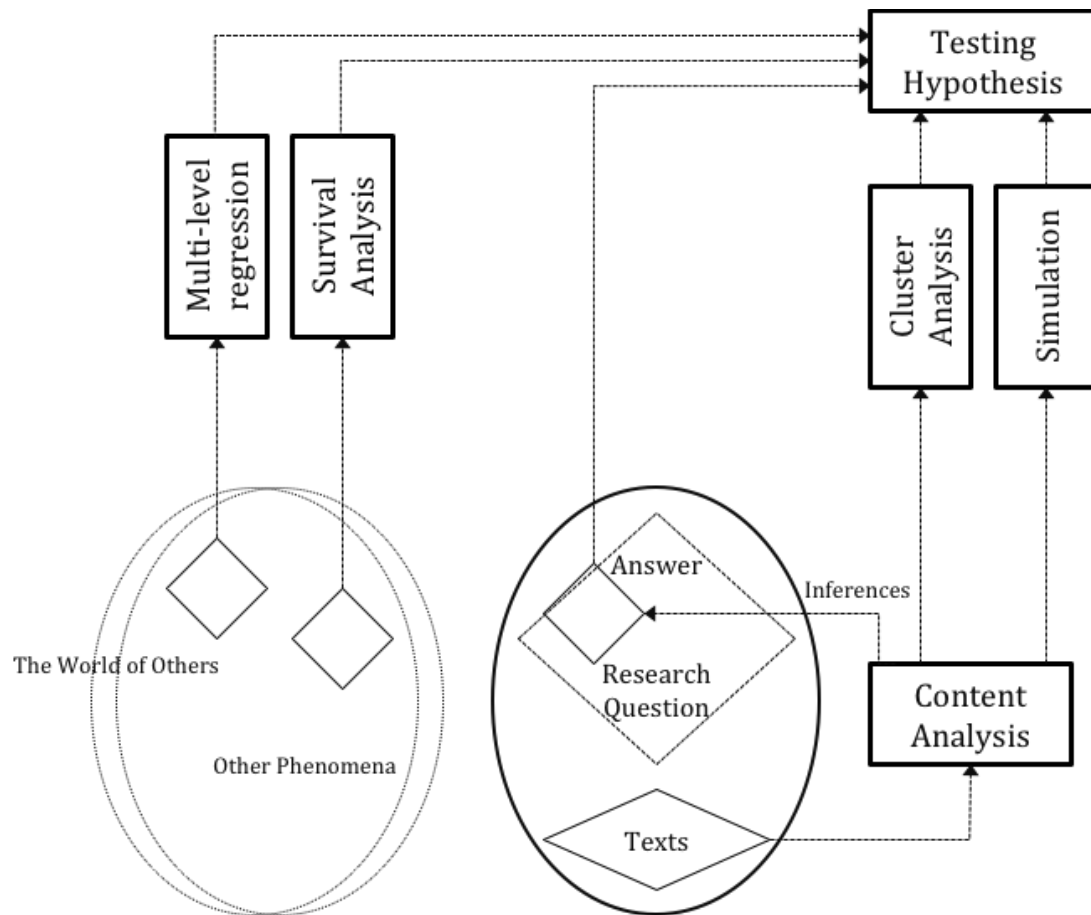 Testing
Hypothesis
Multi-level
regression
Survival
Analysis
Cluster
Analysis
Simulation
Answer
Inferences
The World of Others
Research
Question
Content
Analysis
Other Phenomena
Texts